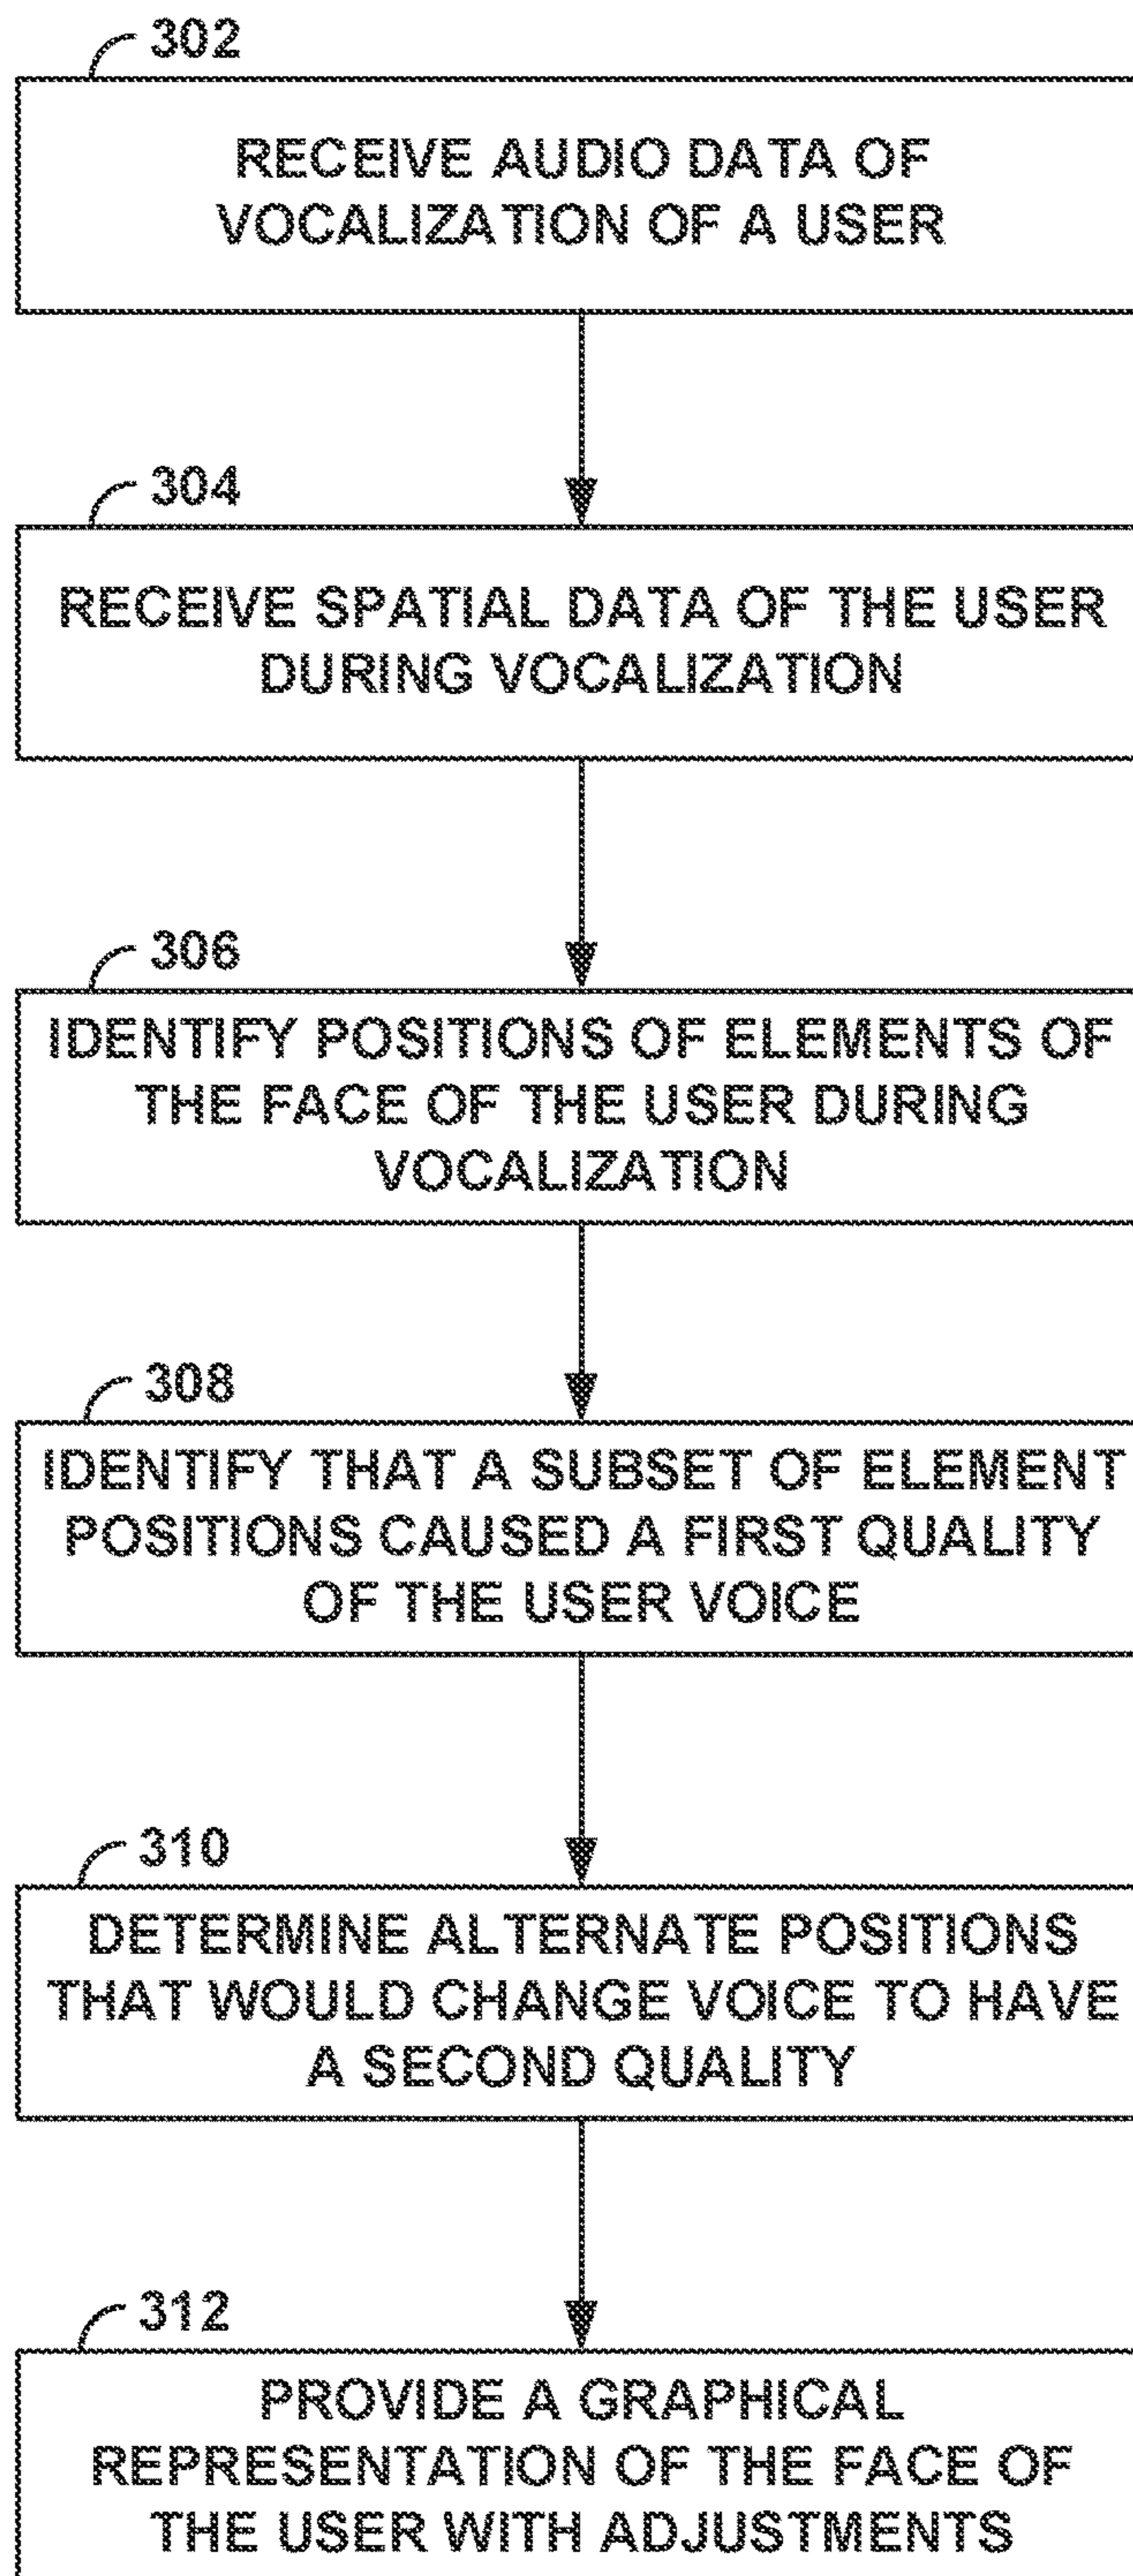 302
RECEIVE AUDIO DATA OF
VOCALIZATION OF A USER
304
RECEIVE SPATIAL DATA OF THE USER
DURING VOCALIZATION
306
IDENTIFY POSITIONS OF ELEMENTS OF
THE FACE OF THE USER DURING
VOCALIZATION
308
IDENTIFY THAT A SUBSET OF ELEMENT
POSITIONS CAUSED A FIRST QUALITY
OF THE USER VOICE
310
DETERMINE ALTERNATE POSITIONS
THAT WOULD CHANGE VOICE TO HAVE
A SECOND QUALITY
312
PROVIDE A GRAPHICAL
REPRESENTATION OF THE FACE OF
THE USER WITH ADJUSTMENTS